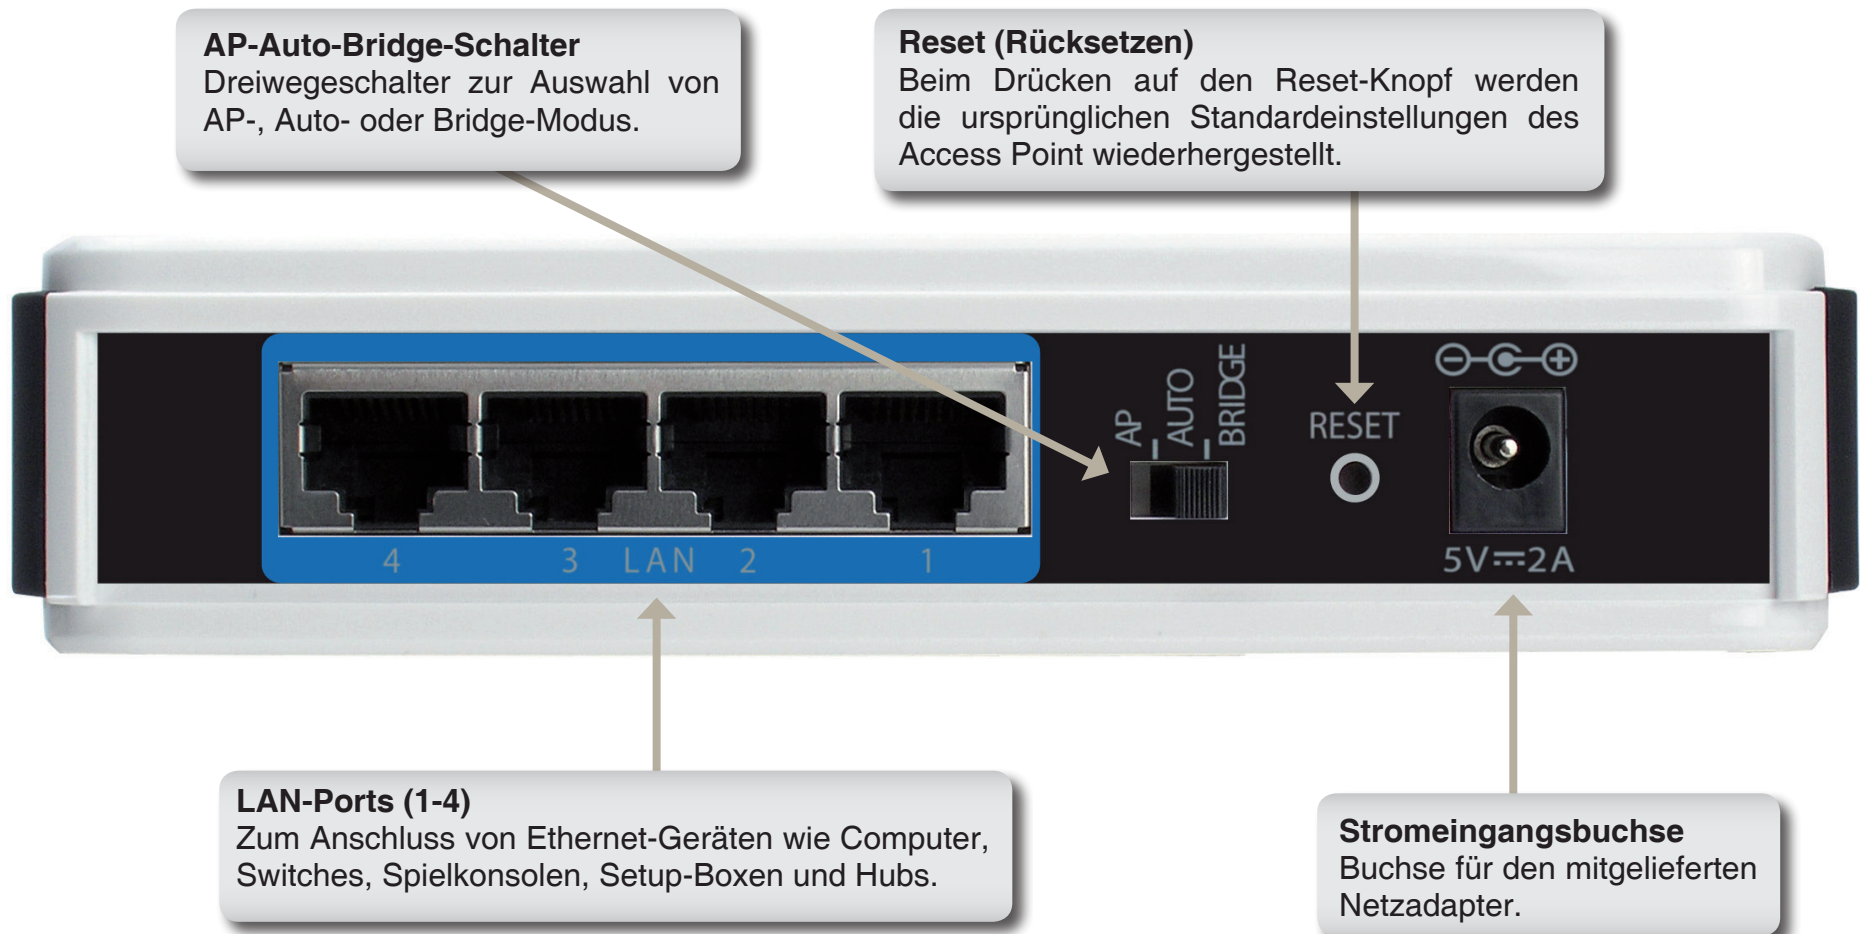 AP-Auto-Bridge-Schalter
Dreiwegeschalter zur Auswahl von
AP-, Auto- oder Bridge-Modus.
Reset (Rücksetzen)
Beim Drücken auf den Reset-Knopf werden
die ursprünglichen Standardeinstellungen des
Access Point wiederhergestellt.
AP
AUTO
BRIDGE
RESET
4 3 LAN 2 1
5V⎓2A
LAN-Ports (1-4)
Zum Anschluss von Ethernet-Geräten wie Computer,
Switches, Spielkonsolen, Setup-Boxen und Hubs.
Stromeingangsbuchse
Buchse für den mitgelieferten
Netzadapter.